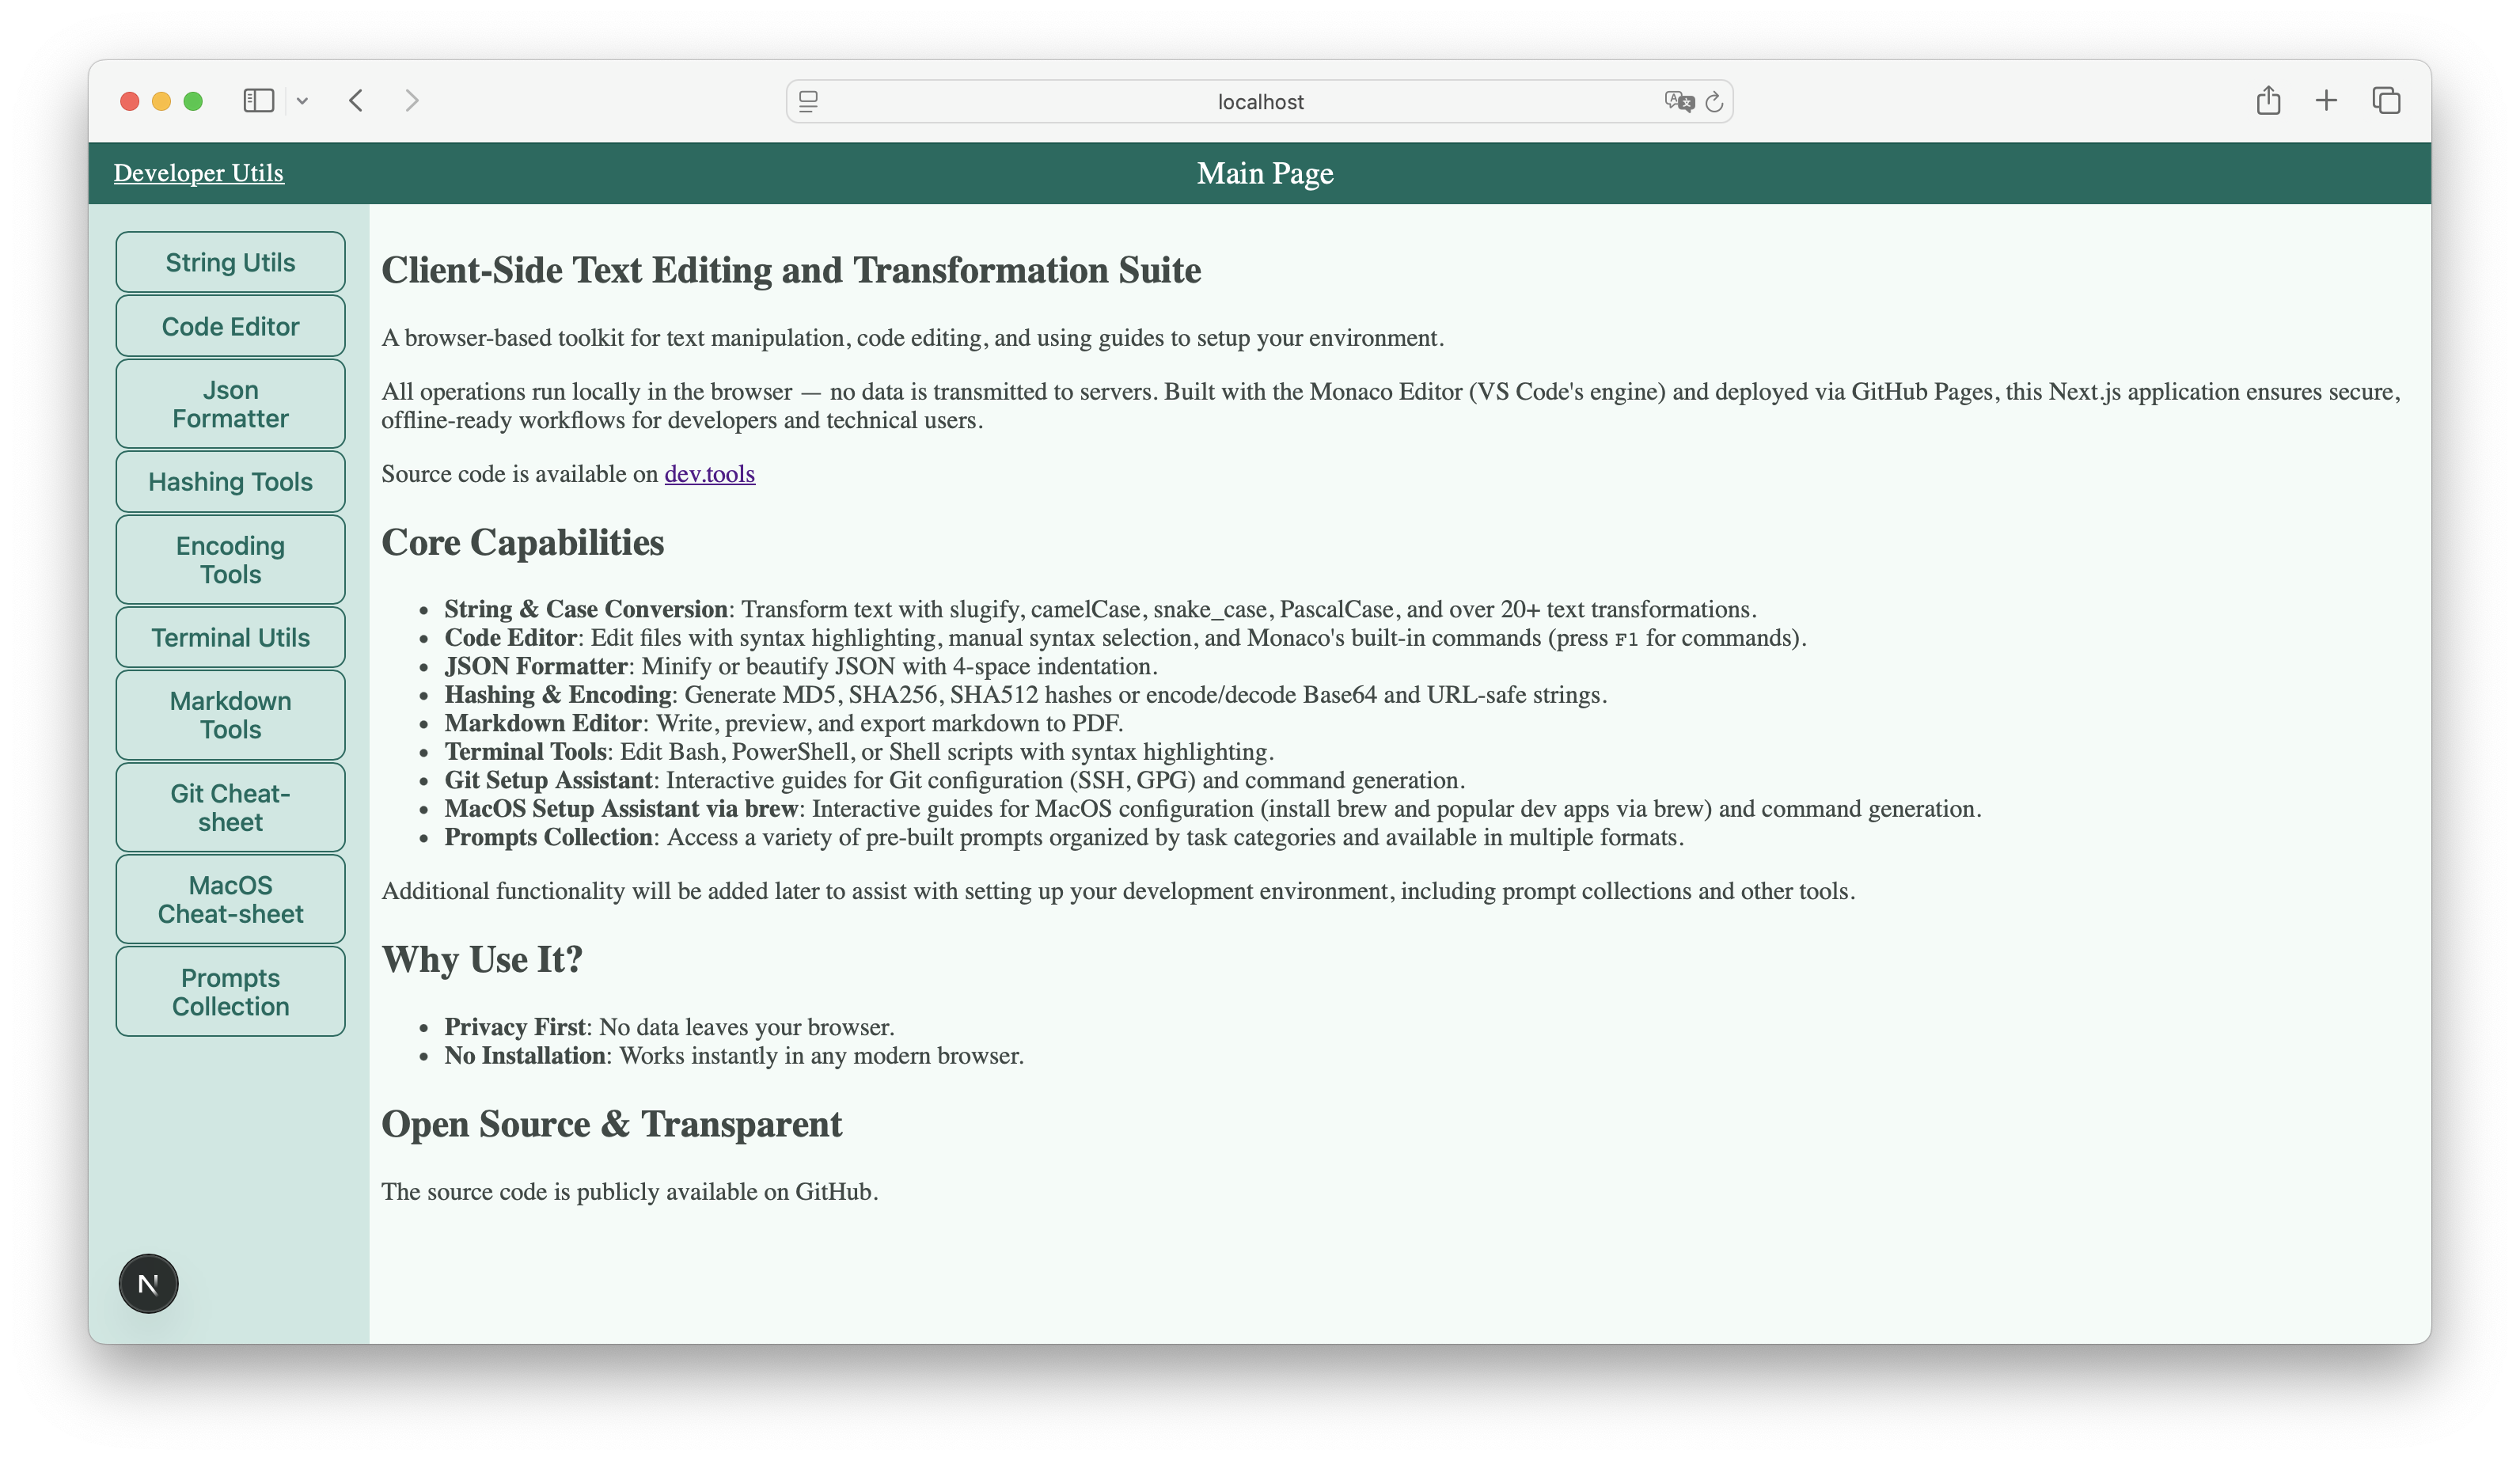 localhost
Developer Utils
Main Page
String Utils
Code Editor
Json
Formatter
Hashing Tools
Encoding
Tools
Terminal Utils
Markdown
Tools
Git Cheat-
sheet
MacOS
Cheat-sheet
Prompts
Collection
N
Client-Side Text Editing and Transformation Suite
A browser-based toolkit for text manipulation, code editing, and using guides to setup your environment.
All operations run locally in the browser — no data is transmitted to servers. Built with the Monaco Editor (VS Code's engine) and deployed via GitHub Pages, this Next.js application ensures secure,
offline-ready workflows for developers and technical users.
Source code is available on dev.tools
Core Capabilities
• String & Case Conversion: Transform text with slugify, camelCase, snake_case, PascalCase, and over 20+ text transformations.
• Code Editor: Edit files with syntax highlighting, manual syntax selection, and Monaco's built-in commands (press F1 for commands).
• JSON Formatter: Minify or beautify JSON with 4-space indentation.
• Hashing & Encoding: Generate MD5, SHA256, SHA512 hashes or encode/decode Base64 and URL-safe strings.
• Markdown Editor: Write, preview, and export markdown to PDF.
• Terminal Tools: Edit Bash, PowerShell, or Shell scripts with syntax highlighting.
• Git Setup Assistant: Interactive guides for Git configuration (SSH, GPG) and command generation.
• MacOS Setup Assistant via brew: Interactive guides for MacOS configuration (install brew and popular dev apps via brew) and command generation.
• Prompts Collection: Access a variety of pre-built prompts organized by task categories and available in multiple formats.
Additional functionality will be added later to assist with setting up your development environment, including prompt collections and other tools.
Why Use It?
• Privacy First: No data leaves your browser.
• No Installation: Works instantly in any modern browser.
Open Source & Transparent
The source code is publicly available on GitHub.